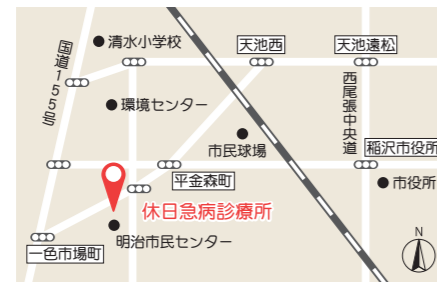 清水小学校
天池西
天池遠松
国道155号
環境センター
西尾張中央道
市民球場
稲沢市役所
平金森町
市役所
休日急病診療所
明治市民センター
一色市場町
N